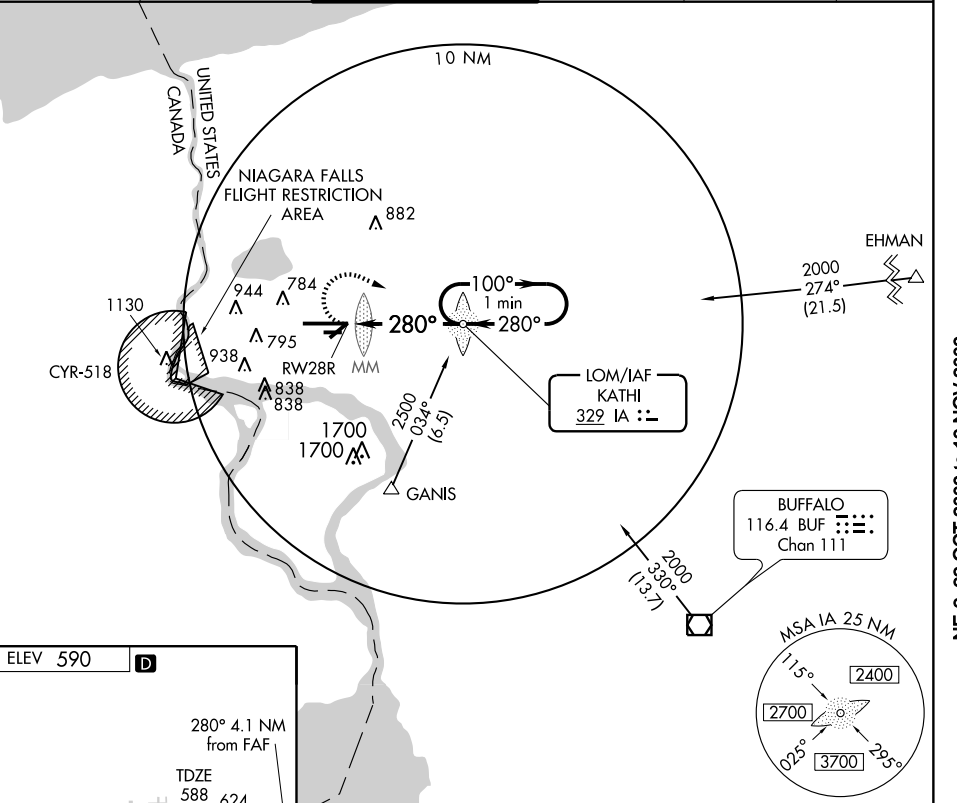 10 NM
UNITED STATES
CANADA
NIAGARA FALLS
FLIGHT RESTRICTION
AREA
882
EHMAN
2000
274°
(21.5)
100°
1 min
280°
280°
784
944
1130
795
938
CYR-518
RW28R
MM
838
838
LOM/IAF
KATHI
329 IA
2500
034°
(6.5)
1700
1700
GANIS
BUFFALO
116.4 BUF
Chan 111
2000
330°
(13.7)
MSA IA 25 NM
115°
2400
2700
025°
3700
295°
ELEV 590
D
280° 4.1 NM
from FAF
TDZE
588
624